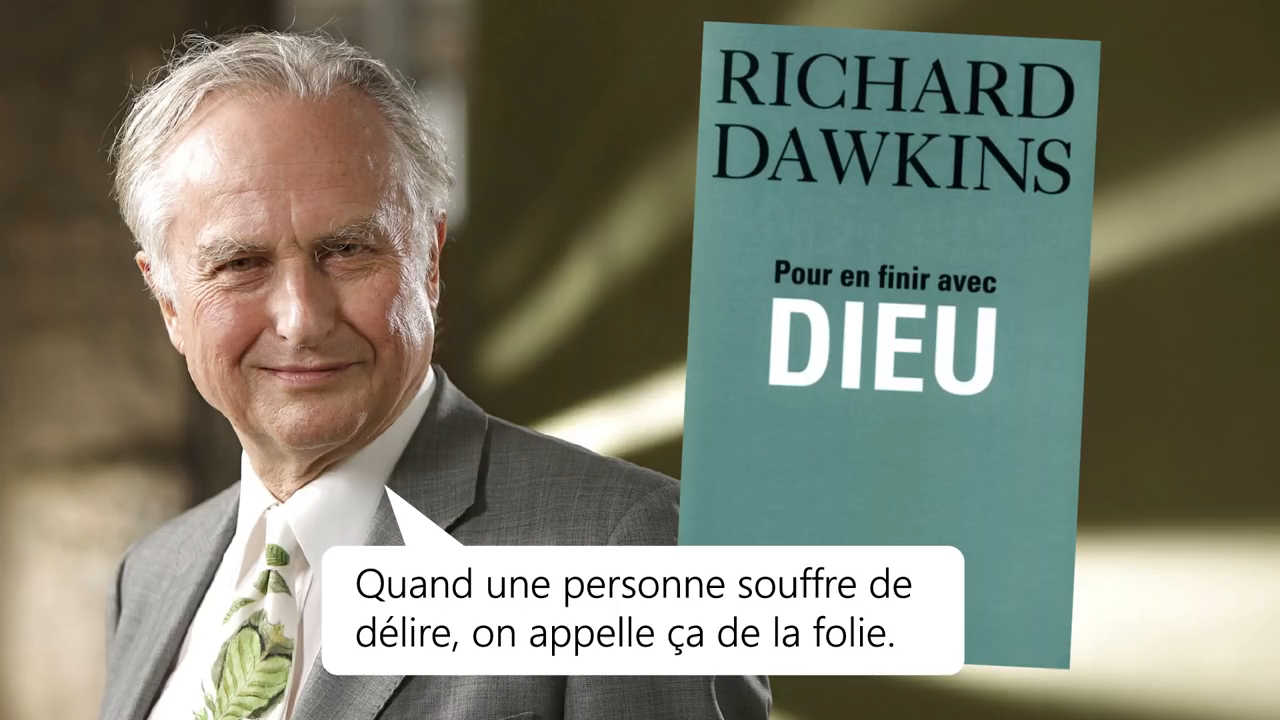 RICHARD
DAWKINS
Pour en finir avec
DIEU
Quand une personne souffre de
délire, on appelle ça de la folie.